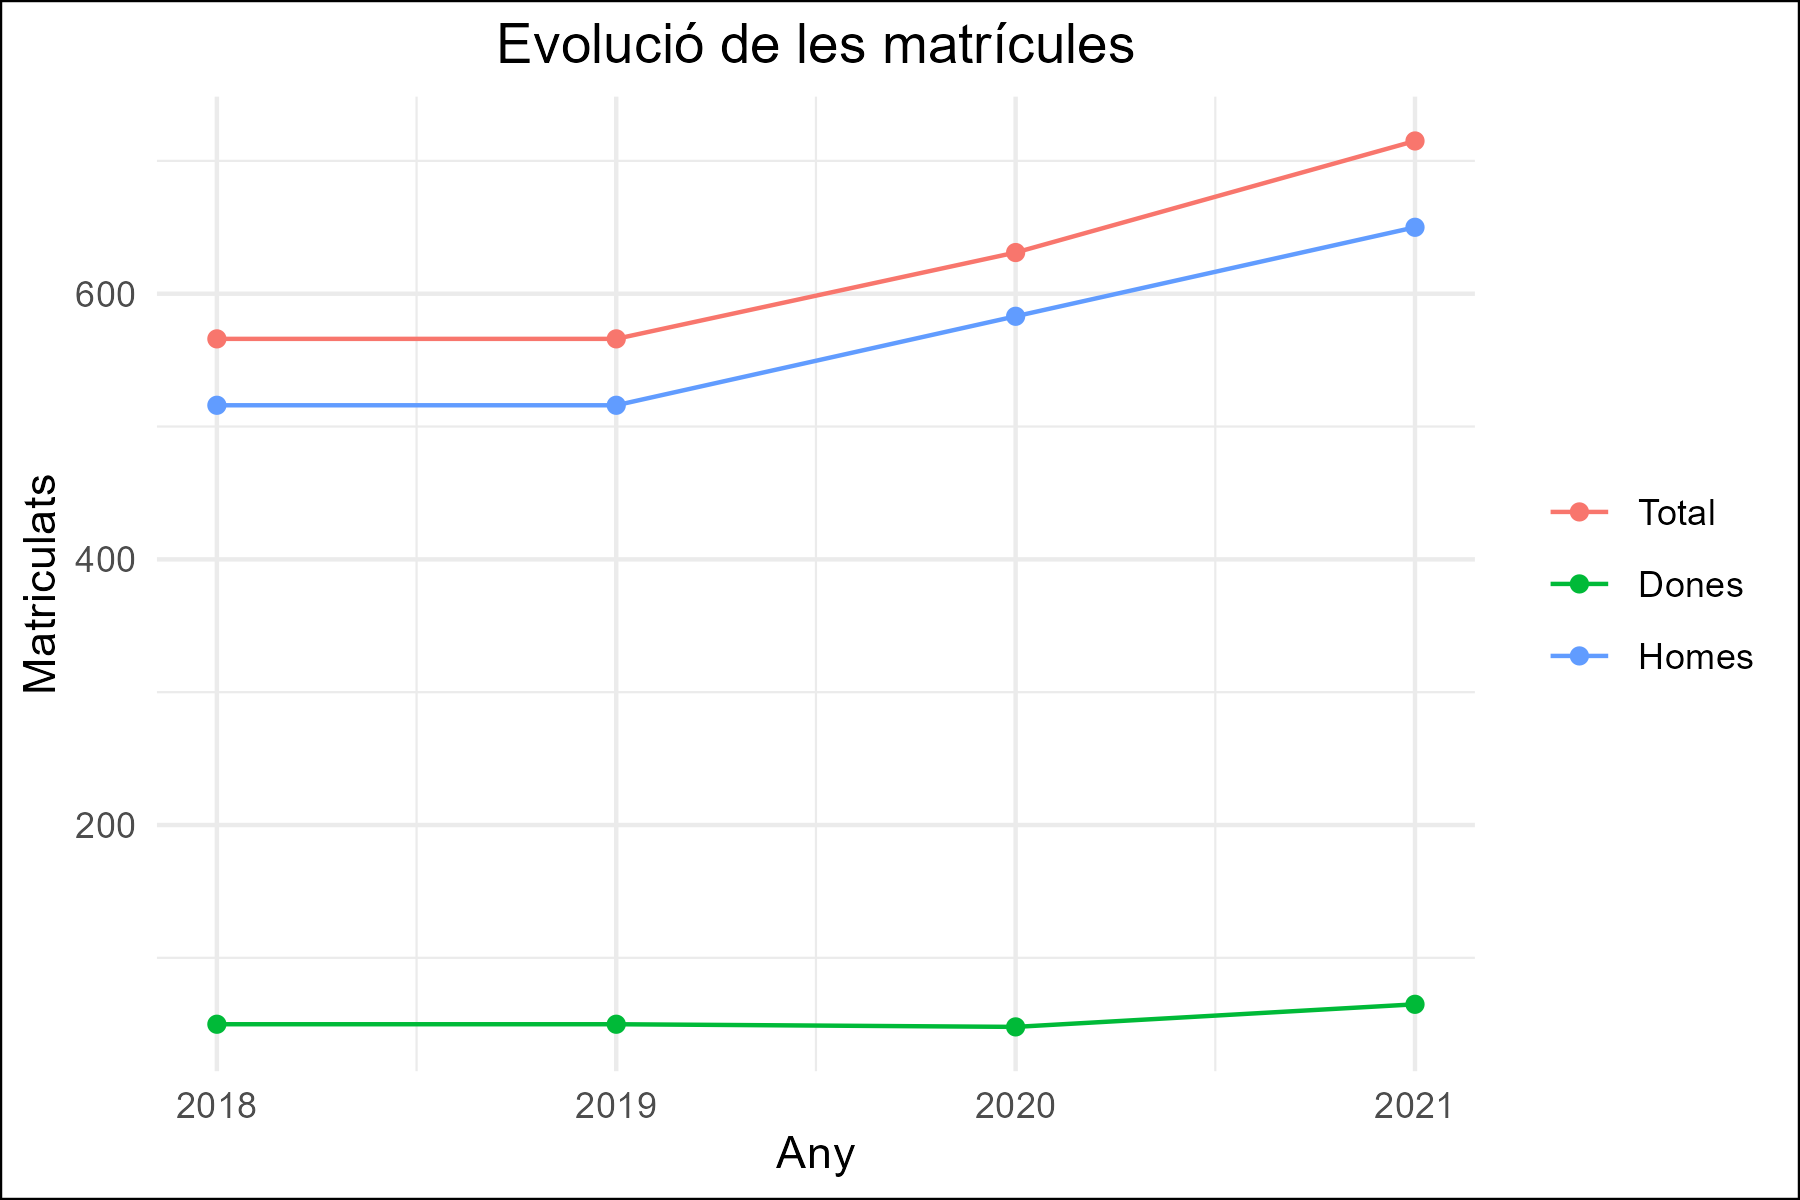 Evolució de les matrícules
Matriculats
600
400
200
2018
2019
2020
2021
Any
Total
Dones
Homes